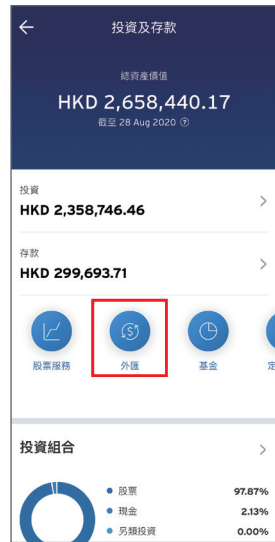 投資及存款
總資產價值
HKD 2,658,440.17
截至 28 Aug 2020
投資
HKD 2,358,746.46
存款
HKD 299,693.71
股票服務
外匯
基金
定
投資組合
股票 97.87%
現金 2.13%
另類投資 0.00%